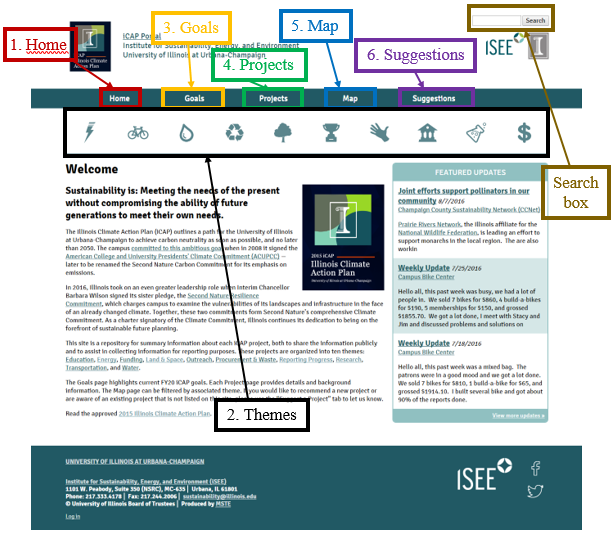 1. Home
3. Goals
5. Map
Search
iCAP Portal
Institute for Sustainability, Energy, and Environment
University of Illinois at Urbana-Champaign
4. Projects
6. Suggestions
ISEE
Illinois Climate
Action Plan
Home
Goals
Projects
Map
Suggestions
Search
box
Welcome
Sustainability is: Meeting the needs of the present
without compromising the ability of future
generations to meet their own needs.
The Illinois Climate Action Plan (iCAP) outlines a path for the University of Illinois
at Urbana-Champaign to achieve carbon neutrality as soon as possible, and no later
than 2050. The campus committed to this ambitious goal when in 2008 it signed the
American College and University Presidents' Climate Commitment (ACUPCC) —
later to be renamed the Second Nature Carbon Commitment for its emphasis on
emissions.
2015 iCAP
Illinois Climate
Action Plan
University of Illinois at Urbana-Champaign
In 2016, Illinois took on an even greater leadership role when Interim Chancellor
Barbara Wilson signed its sister pledge, the Second Nature Resilience
Commitment, which charges campus to examine the vulnerabilities of its landscapes and infrastructure in the face
of an already changed climate. Together, these two commitments form Second Nature's comprehensive Climate
Commitment. As a charter signatory of the Climate Commitment, Illinois continues its dedication to being on the
forefront of sustainable future planning.
This site is a repository for summary information about each iCAP project, both to share the information publicly
and to assist in collecting information for reporting purposes. These projects are organized into ten themes:
Education, Energy, Funding, Land & Space, Outreach, Procurement & Waste, Reporting Progress, Research,
Transportation, and Water.
The Goals page highlights current FY20 iCAP goals. Each Project page provides details and background
information. The Map page can be filtered by associated theme. If you would like to recommend a new project or
are aware of an existing project that is not listed on this site, Project" tab to let us know.
2. Themes
Read the approved 2015 Illinois Climate Action Plan.
FEATURED UPDATES
Joint efforts support pollinators in our
community 8/7/2016
Champaign County Sustainability Network (CCNet)
Prairie Rivers Network, the Illinois affiliate for the
National Wildlife Federation, is leading an effort to
support monarchs in the local region. The are also
workin
Weekly Update 7/25/2016
Campus Bike Center
Hello all, this past week was busy, we had a lot of
people in. We sold 7 bikes for $860, 4 build-a-bikes
for $190, 5 memberships for $150, and grossed
$1855.70. We got a lot done, I meet with Stacy and
Jim and discussed problems and solutions on
Weekly Update 7/18/2016
Campus Bike Center
Hello all, this past week was a mixed bag. The
patrons were in a good mood and we got a lot done.
We sold 7 bikes for $810, 1 build-a-bike for $65, and
grossed $1914.10. I built several bike and got about
90% of the reports done.
View more updates »
UNIVERSITY OF ILLINOIS AT URBANA-CHAMPAIGN
Institute for Sustainability, Energy, and Environment (ISEE)
1101 W. Peabody, Suite 350 (NSRC), MC-635 | Urbana, IL 61801
Phone: 217.333.4178 | Fax: 217.244.2006 | sustainability@illinois.edu
© University of Illinois Board of Trustees | Produced by MSTE
Log in
ISEE